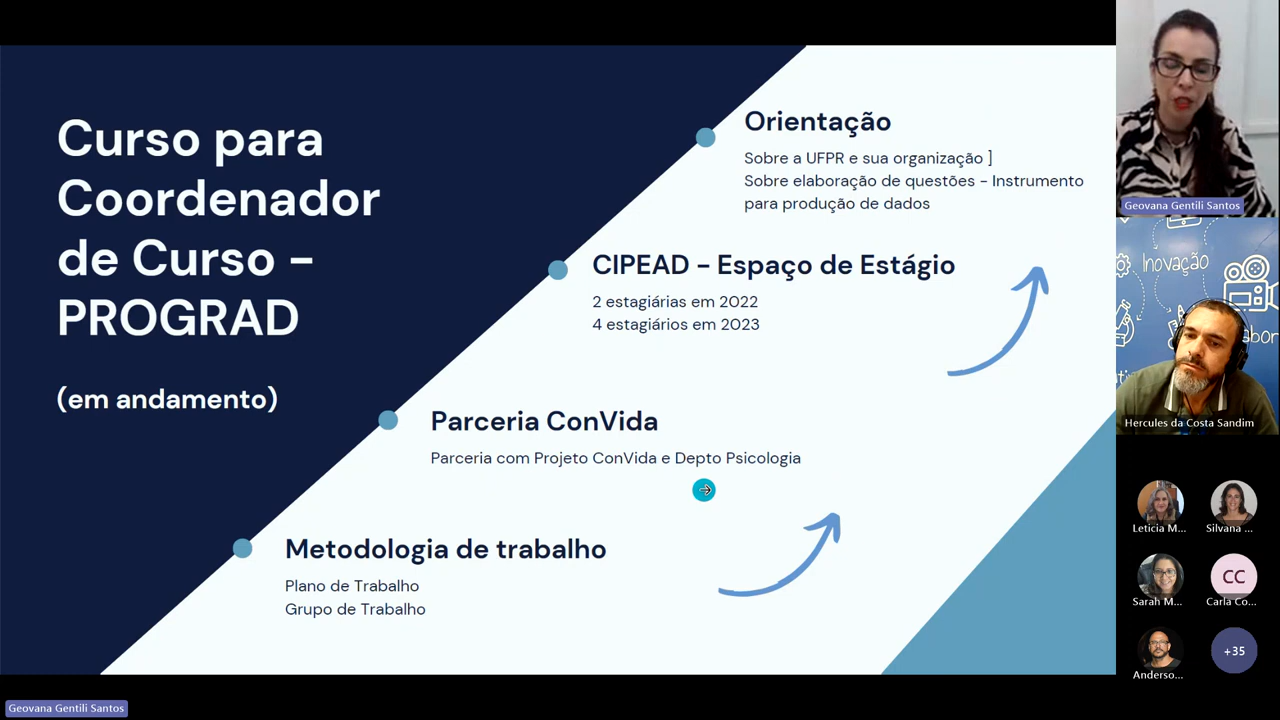 Curso para
Coordenador
de Curso -
PROGRAD
(em andamento)
Orientação
Sobre a UFPR e sua organização ]
Sobre elaboração de questões - Instrumento
para produção de dados
CIPEAD - Espaço de Estágio
2 estagiárias em 2022
4 estagiários em 2023
Parceria ConVida
Parceria com Projeto ConVida e Depto Psicologia
Metodologia de trabalho
Plano de Trabalho
Grupo de Trabalho
Geovana Gentili Santos
Inovação
Hercules da Costa Sandim
Leticia M...
Silvana ...
Sarah M...
CC
Carla Co...
Anderso...
+35
Geovana Gentili Santos